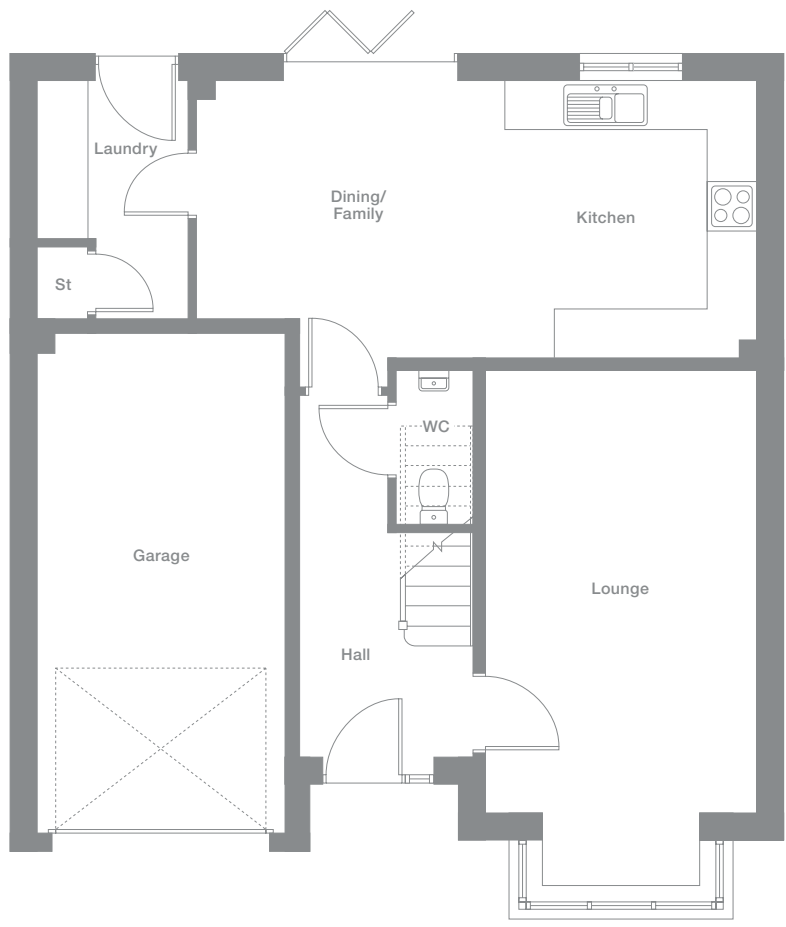 Laundry
Dining/
Family
Kitchen
St
WC
Garage
Lounge
Hall